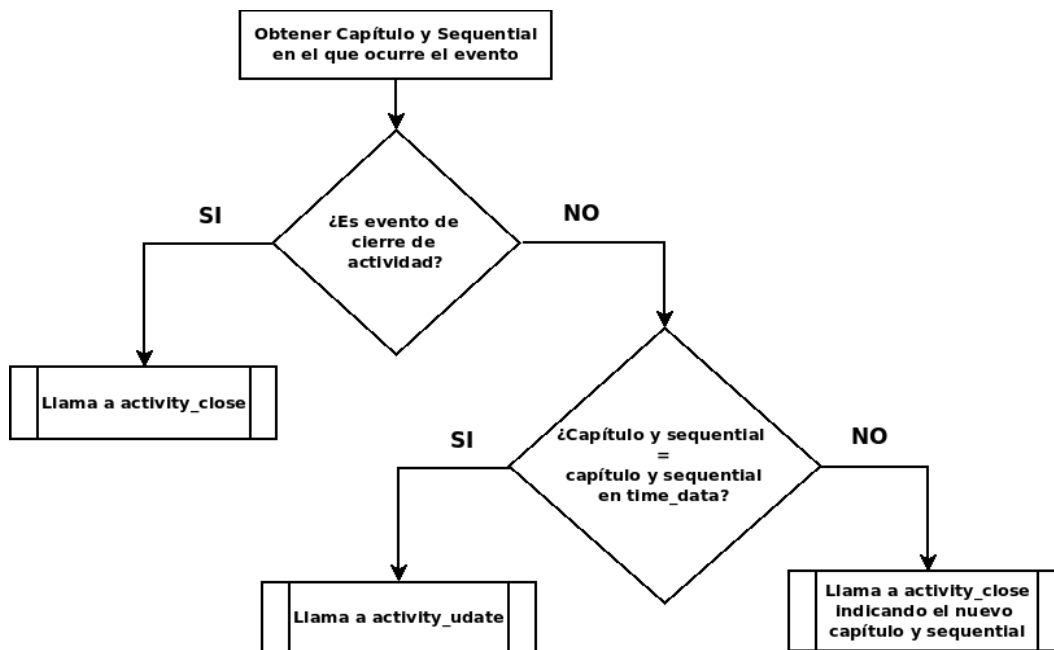 Obtener Capítulo y Sequential
en el que ocurre el evento
SI
NO
¿Es evento de
cierre de
actividad?
Llama a activity_close
SI
NO
¿Capítulo y sequential
=
capítulo y sequential
en time_data?
Llama a activity_udate
Llama a activity_close
indicando el nuevo
capítulo y sequential